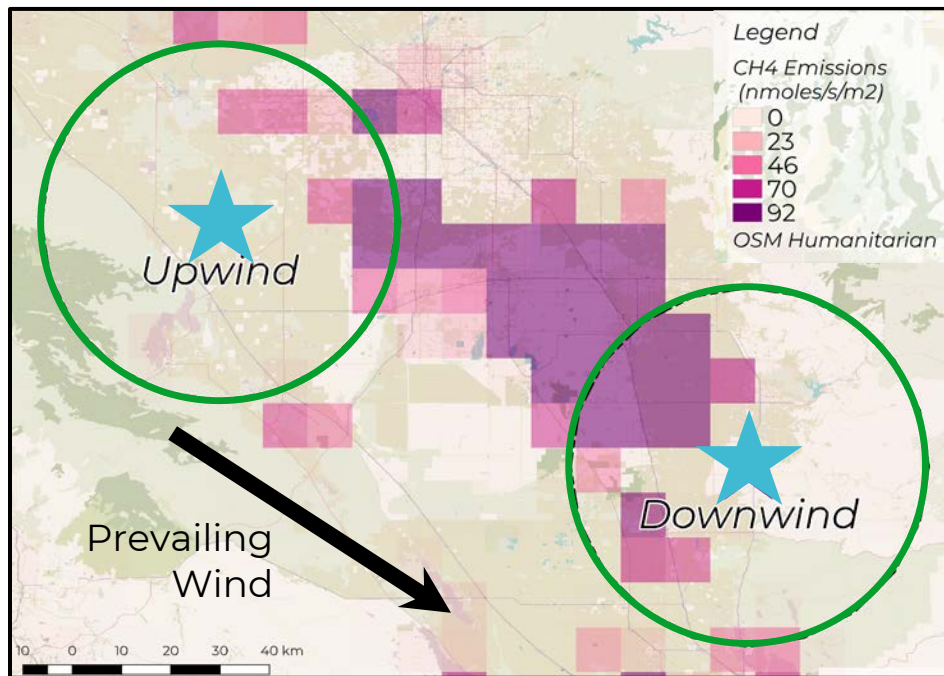 Legend
CH4 Emissions
(nmoles/s/m2)
0
23
46
70
92
OSM Humanitarian
Upwind
Downwind
Prevailing
Wind
10 0 10 20 30 40 km